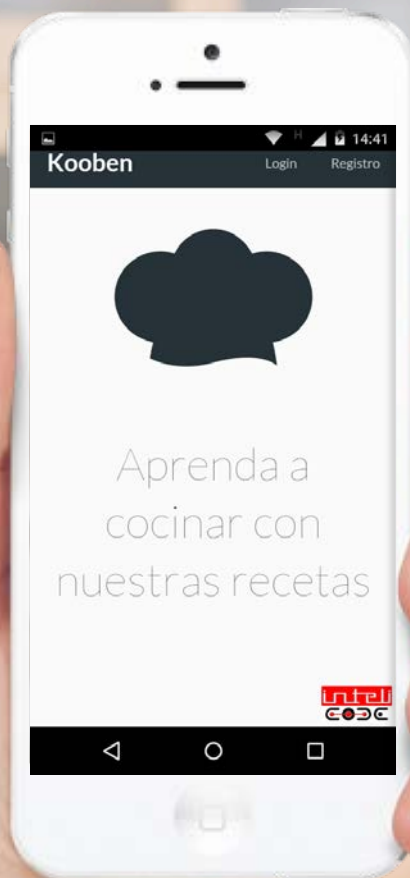 H 14:41
Kooben Login Registro
Aprenda a
cocinar con
nuestras recetas
inteli
CODE